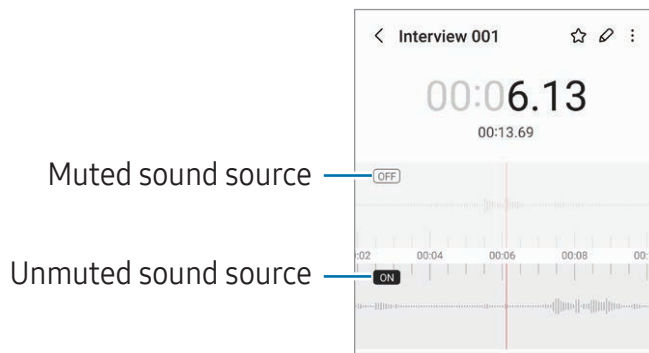 Interview 001
00:06.13
00:13.69
Muted sound source
OFF
:02 00:04 00:06 00:08 00:
Unmuted sound source
ON